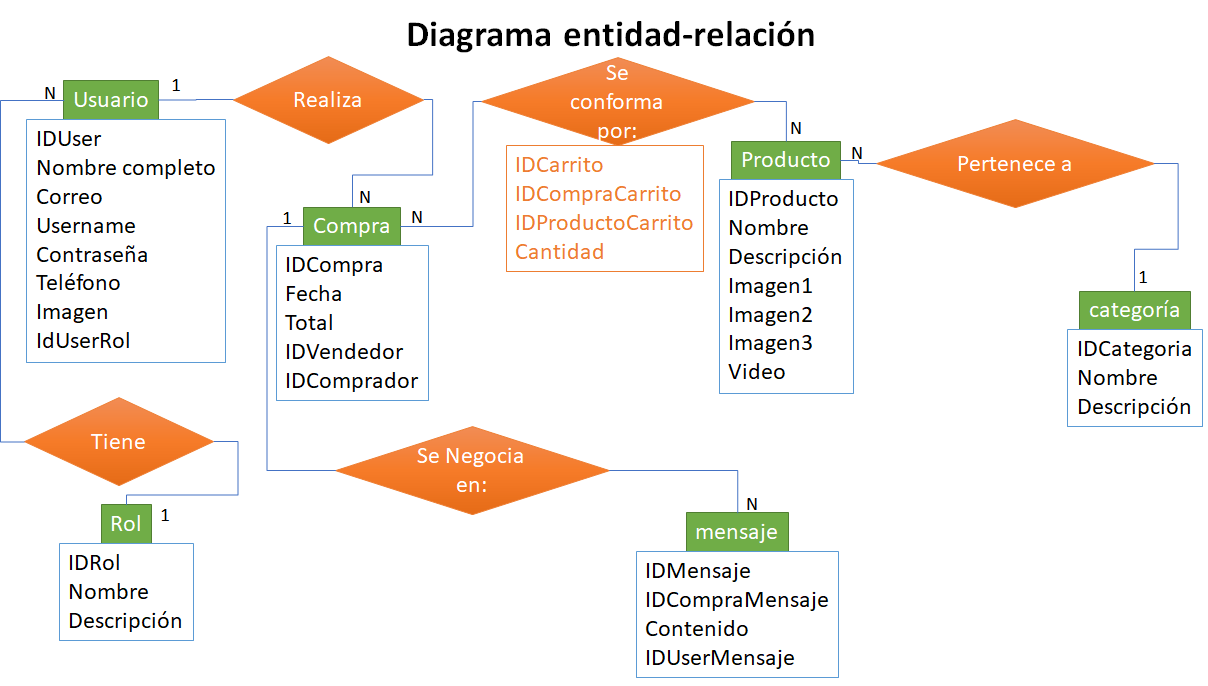 Diagrama entidad-relación
N
Usuario
1
IDUser
Nombre completo
Correo
Username
Contraseña
Teléfono
Imagen
IdUserRol
Realiza
N
1
Compra
N
IDCompra
Fecha
Total
IDVendedor
IDComprador
Se
conforma
por:
IDCarrito
IDCompraCarrito
IDProductoCarrito
Cantidad
N
Producto
N
IDProducto
Nombre
Descripción
Imagen1
Imagen2
Imagen3
Video
Pertenece a
1
categoría
IDCategoria
Nombre
Descripción
Tiene
Rol
1
IDRol
Nombre
Descripción
Se Negocia
en:
N
mensaje
IDMensaje
IDCompraMensaje
Contenido
IDUserMensaje